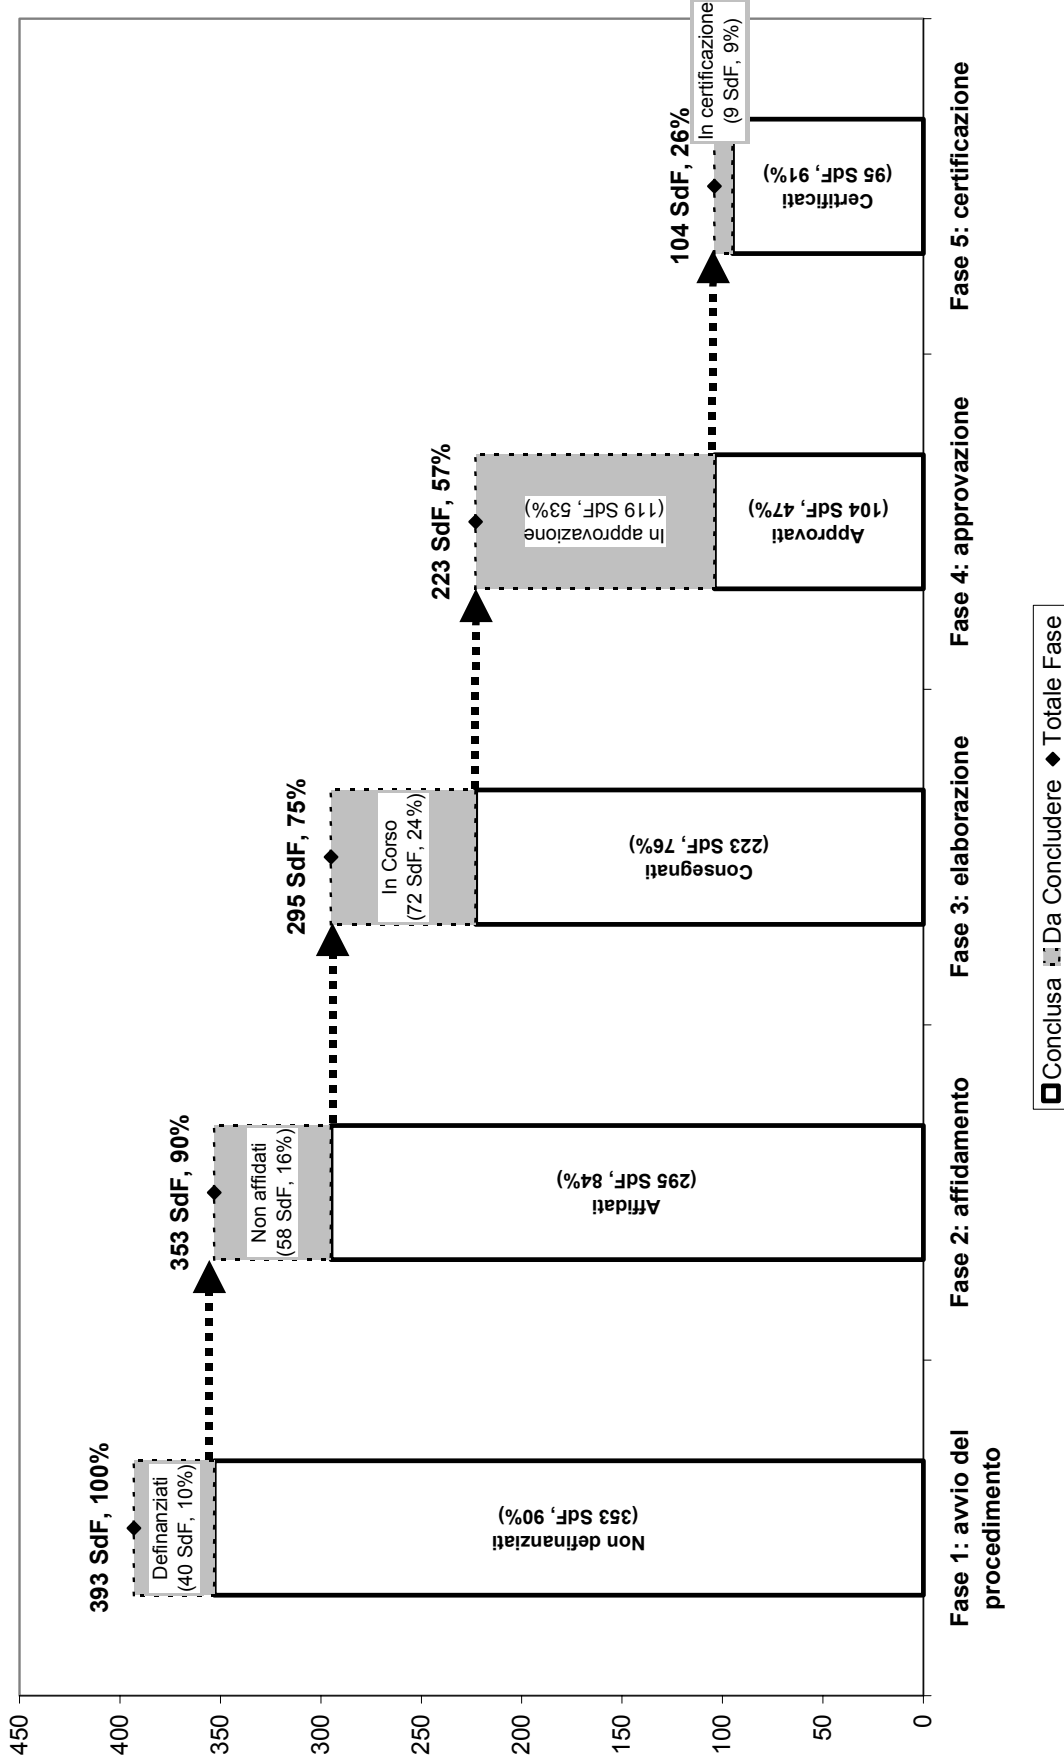 450
400
350
300
250
200
150
100
50
0
393 SdF, 100%
Definanziati
(40 SdF, 10%)
Non definanziati
(353 SdF, 90%)
353 SdF, 90%
Non affidati
(58 SdF, 16%)
Affidati
(295 SdF, 84%)
295 SdF, 75%
In Corso
(72 SdF, 24%)
Consegnati
(223 SdF, 76%)
223 SdF, 57%
In approvazione
(119 SdF, 53%)
Approvati
(104 SdF, 47%)
104 SdF, 26%
In certificazione
(9 SdF, 9%)
Certificati
(95 SdF, 91%)
Fase 1: avvio del
procedimento
Fase 2: affidamento
Fase 3: elaborazione
Fase 4: approvazione
Fase 5: certificazione
Conclusa Da Concludere Totale Fase